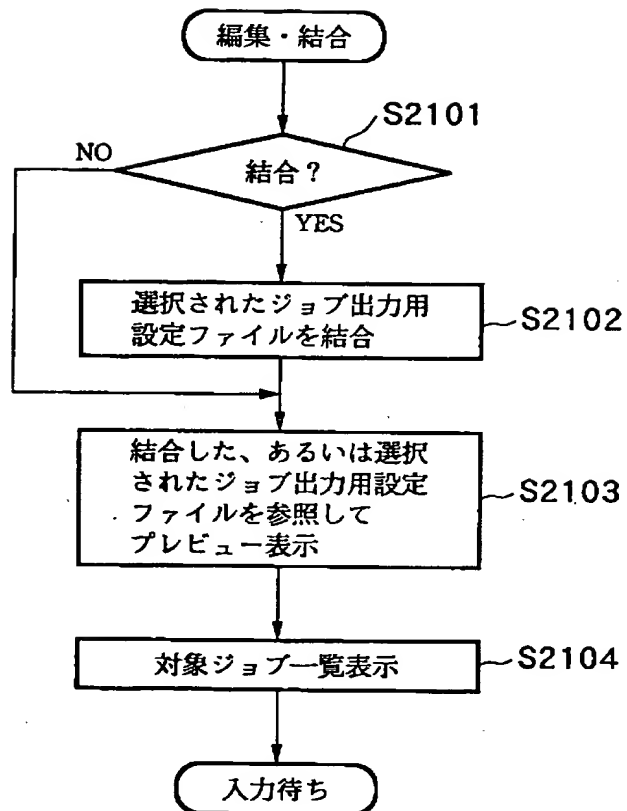 編集・結合
S2101
NO
結合？
YES
選択されたジョブ出力用
設定ファイルを結合
S2102
結合した、あるいは選択
されたジョブ出力用設定
ファイルを参照して
プレビュー表示
S2103
対象ジョブ一覧表示
S2104
入力待ち